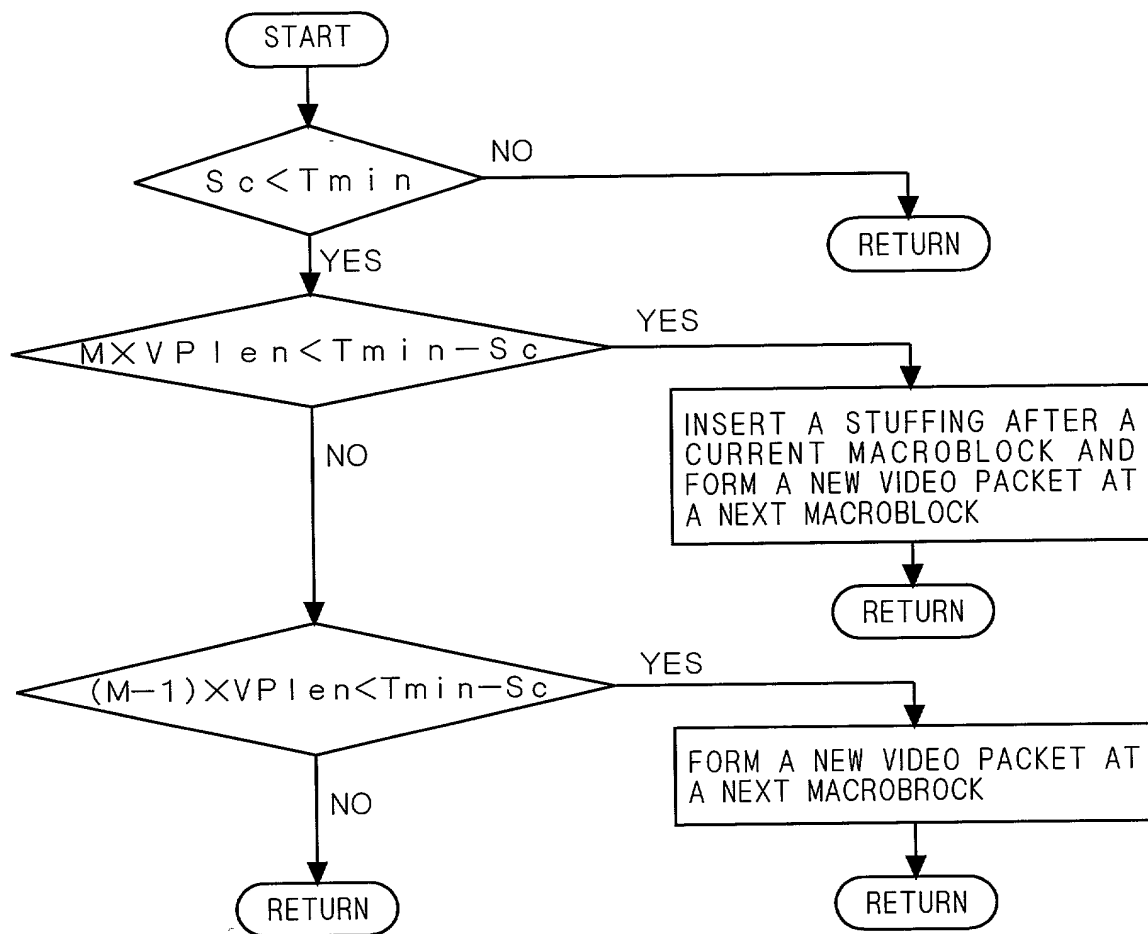 START
Sc<Tmin
NO
RETURN
YES
M×VPlen<Tmin-Sc
YES
INSERT A STUFFING AFTER A
CURRENT MACROBLOCK AND
FORM A NEW VIDEO PACKET AT
A NEXT MACROBLOCK
NO
RETURN
(M-1)×VPlen<Tmin-Sc
YES
FORM A NEW VIDEO PACKET AT
A NEXT MACROBROCK
NO
RETURN
RETURN